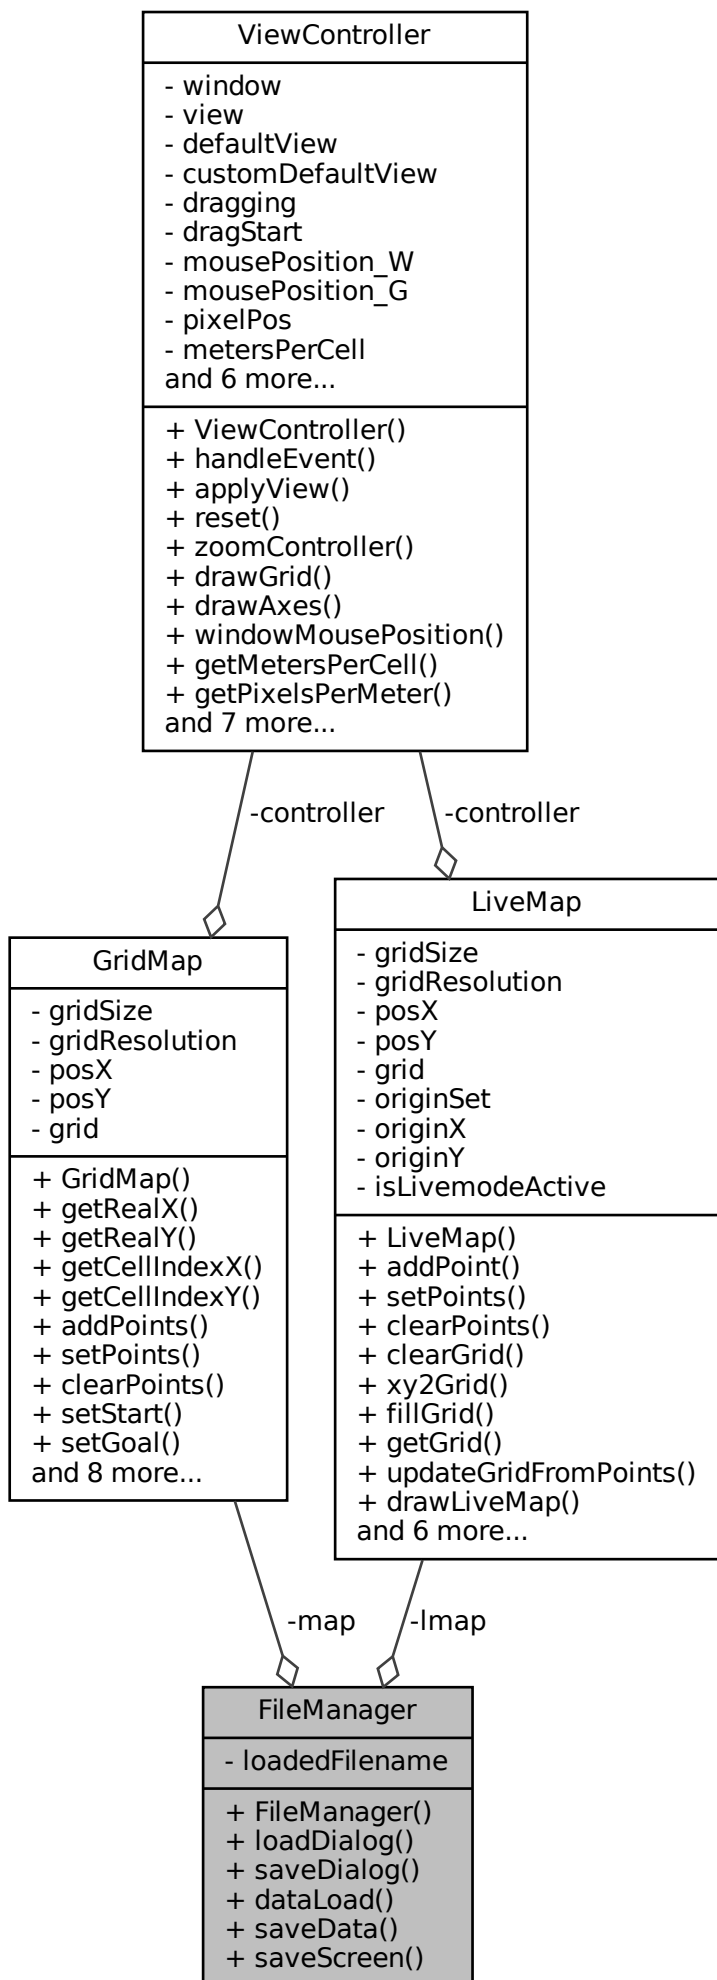 ViewController
- window
- view
- defaultView
- customDefaultView
- dragging
- dragStart
- mousePosition_W
- mousePosition_G
- pixelPos
- metersPerCell
and 6 more...
+ ViewController()
+ handleEvent()
+ applyView()
+ reset()
+ zoomController()
+ drawGrid()
+ drawAxes()
+ windowMousePosition()
+ getMetersPerCell()
+ getPixelsPerMeter()
and 7 more...
-controller
-controller
GridMap
- gridSize
- gridResolution
- posX
- posY
- grid
+ GridMap()
+ getRealX()
+ getRealY()
+ getCellIndexX()
+ getCellIndexY()
+ addPoints()
+ setPoints()
+ clearPoints()
+ setStart()
+ setGoal()
and 8 more...
LiveMap
- gridSize
- gridResolution
- posX
- posY
- grid
- originSet
- originX
- originY
- isLivemodeActive
+ LiveMap()
+ addPoint()
+ setPoints()
+ clearPoints()
+ clearGrid()
+ xy2Grid()
+ fillGrid()
+ getGrid()
+ updateGridFromPoints()
+ drawLiveMap()
and 6 more...
-map
-lmap
FileManager
- loadedFilename
+ FileManager()
+ loadDialog()
+ saveDialog()
+ dataLoad()
+ saveData()
+ saveScreen()